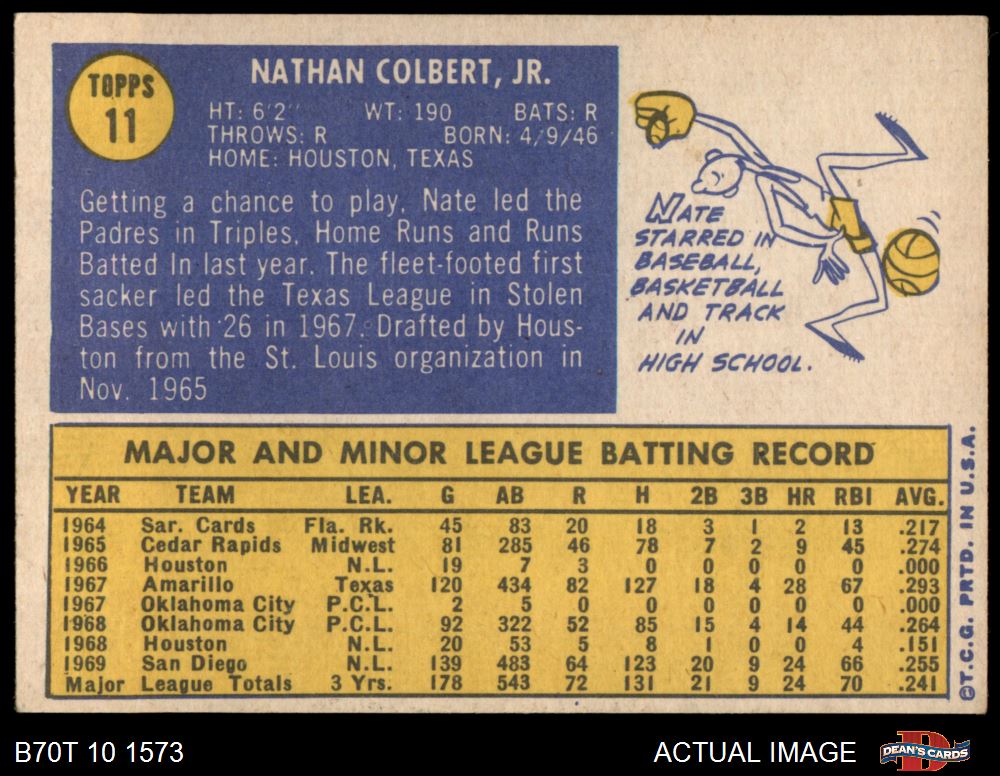 TOPPS
11
NATHAN COLBERT, JR.
HT: 6'2" WT: 190 BATS: R
THROWS: R BORN: 4/9/46
HOME: HOUSTON, TEXAS
Getting a chance to play, Nate led the
Padres in Triples, Home Runs and Runs
Batted In last year. The fleet-footed first
sacker led the Texas League in Stolen
Bases with 26 in 1967. Drafted by Hous-
ton from the St. Louis organization in
Nov. 1965
NATE
STARRED IN
BASEBALL,
BASKETBALL
AND TRACK
IN
HIGH SCHOOL.
MAJOR AND MINOR LEAGUE BATTING RECORD
YEAR TEAM LEA. G AB R H 2B 3B HR RBI AVG.
1964 Sar. Cards Fla. Rk. 45 83 20 18 3 1 2 13 .217
1965 Cedar Rapids Midwest 81 285 46 78 7 2 9 45 .274
1966 Houston N.L. 19 7 3 0 0 0 0 0 .000
1967 Amarillo Texas 120 434 82 127 18 4 28 67 .293
1967 Oklahoma City P.C.L. 2 5 0 0 0 0 0 0 .000
1968 Oklahoma City P.C.L. 92 322 52 85 15 4 14 44 .264
1968 Houston N.L. 20 53 5 8 1 0 0 4 .151
1969 San Diego N.L. 139 483 64 123 20 9 24 66 .255
Major League Totals 3 Yrs. 178 543 72 131 21 9 24 70 .241
©T.C.G. PRTD. IN U.S.A.
B70T 10 1573
ACTUAL IMAGE
DEAN'S CARDS